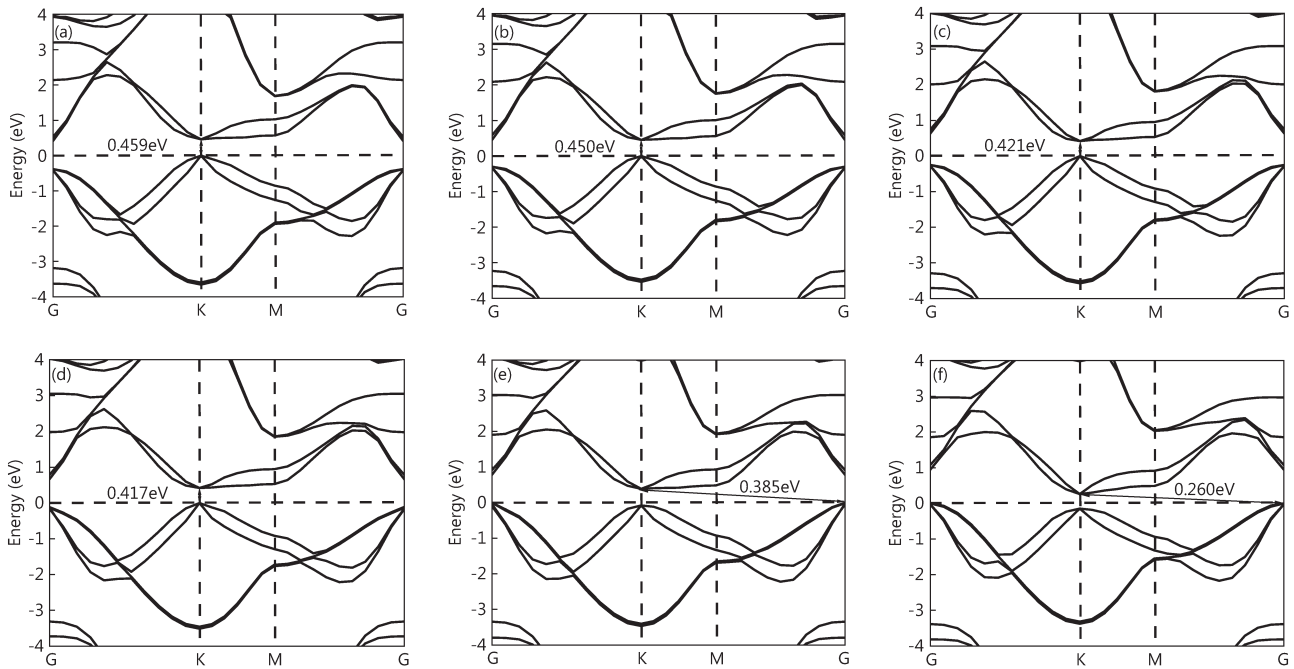 (a)
Energy (eV)
4
3
2
1
0
-1
-2
-3
-4
0.459eV
G K M G
(b)
Energy (eV)
4
3
2
1
0
-1
-2
-3
-4
0.450eV
G K M G
(c)
Energy (eV)
4
3
2
1
0
-1
-2
-3
-4
0.421eV
G K M G
(d)
Energy (eV)
4
3
2
1
0
-1
-2
-3
-4
0.417eV
G K M G
(e)
Energy (eV)
4
3
2
1
0
-1
-2
-3
-4
0.385eV
G K M G
(f)
Energy (eV)
4
3
2
1
0
-1
-2
-3
-4
0.260eV
G K M G